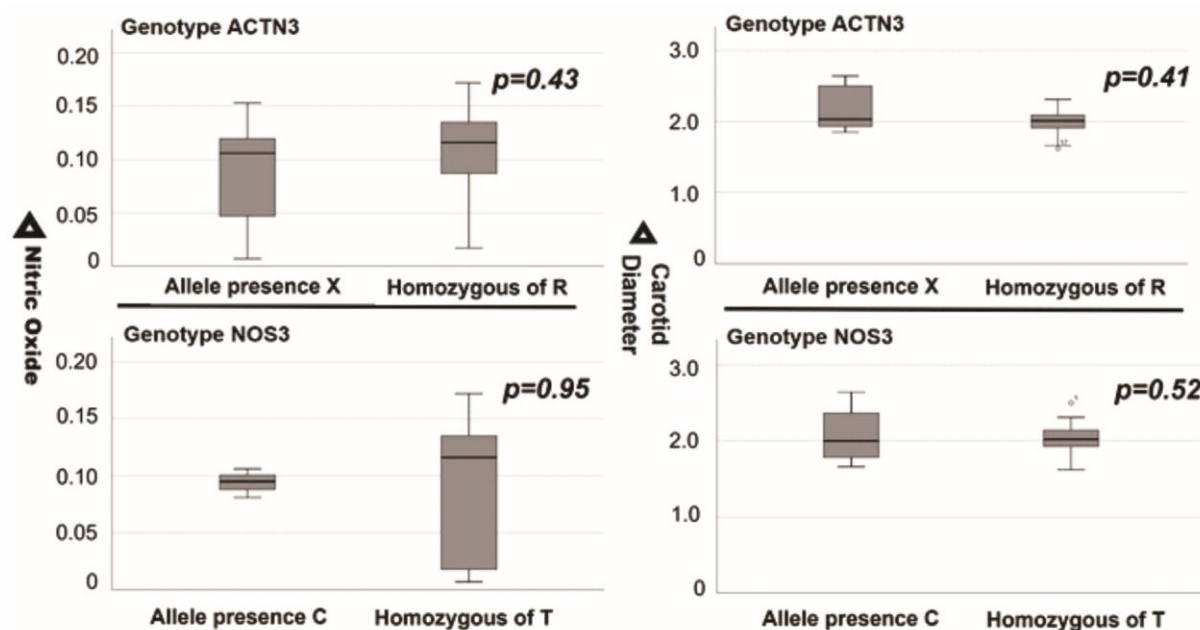 Genotype ACTN3
p=0.43
0.20
0.15
0.10
0.05
0
Allele presence X
Homozygous of R
Genotype NOS3
p=0.95
0.20
0.15
0.10
0.05
0
Allele presence C
Homozygous of T
Δ Nitric Oxide
Genotype ACTN3
p=0.41
3.0
2.0
1.0
0
Allele presence X
Homozygous of R
Genotype NOS3
p=0.52
3.0
2.0
1.0
0
Allele presence C
Homozygous of T
Δ Carotid
Diameter